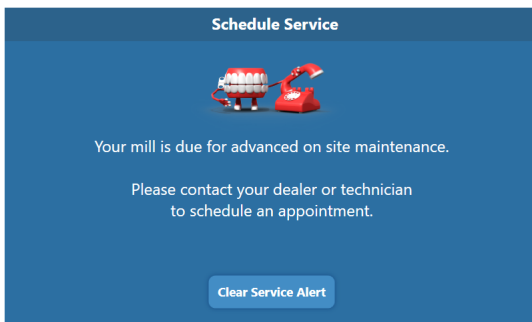 Schedule Service
Your mill is due for advanced on site maintenance.
Please contact your dealer or technician
to schedule an appointment.
Clear Service Alert